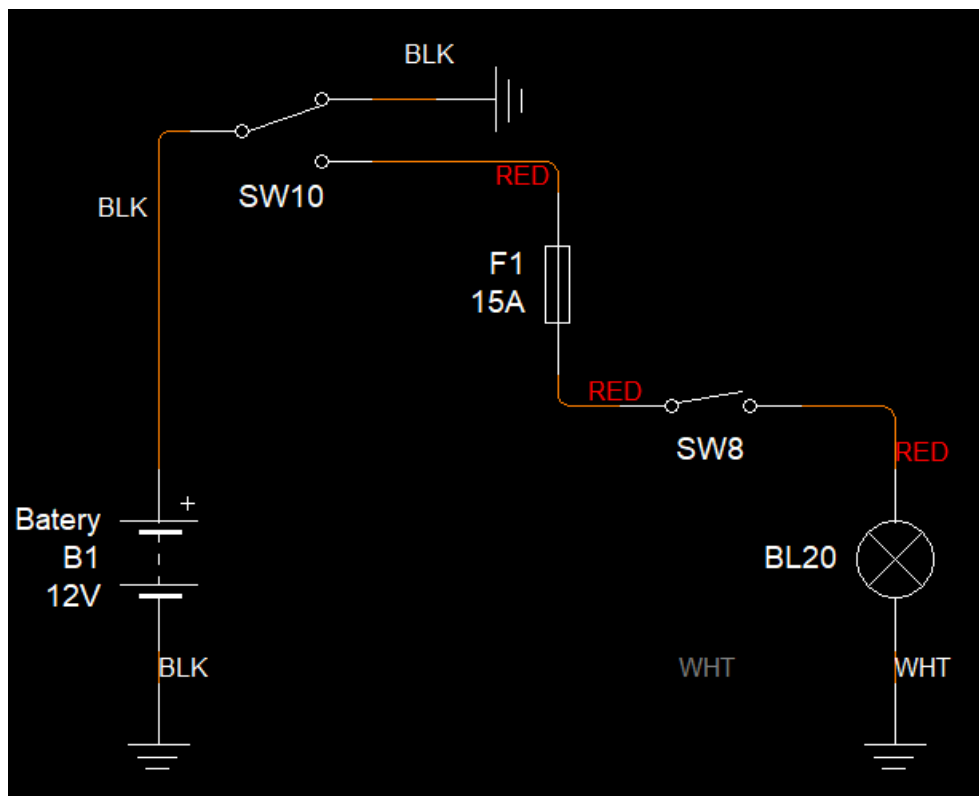 BLK
RED
SW10
BLK
F1
15A
RED
SW8
RED
Batery
B1
12V
+
BL20
BLK
WHT
WHT